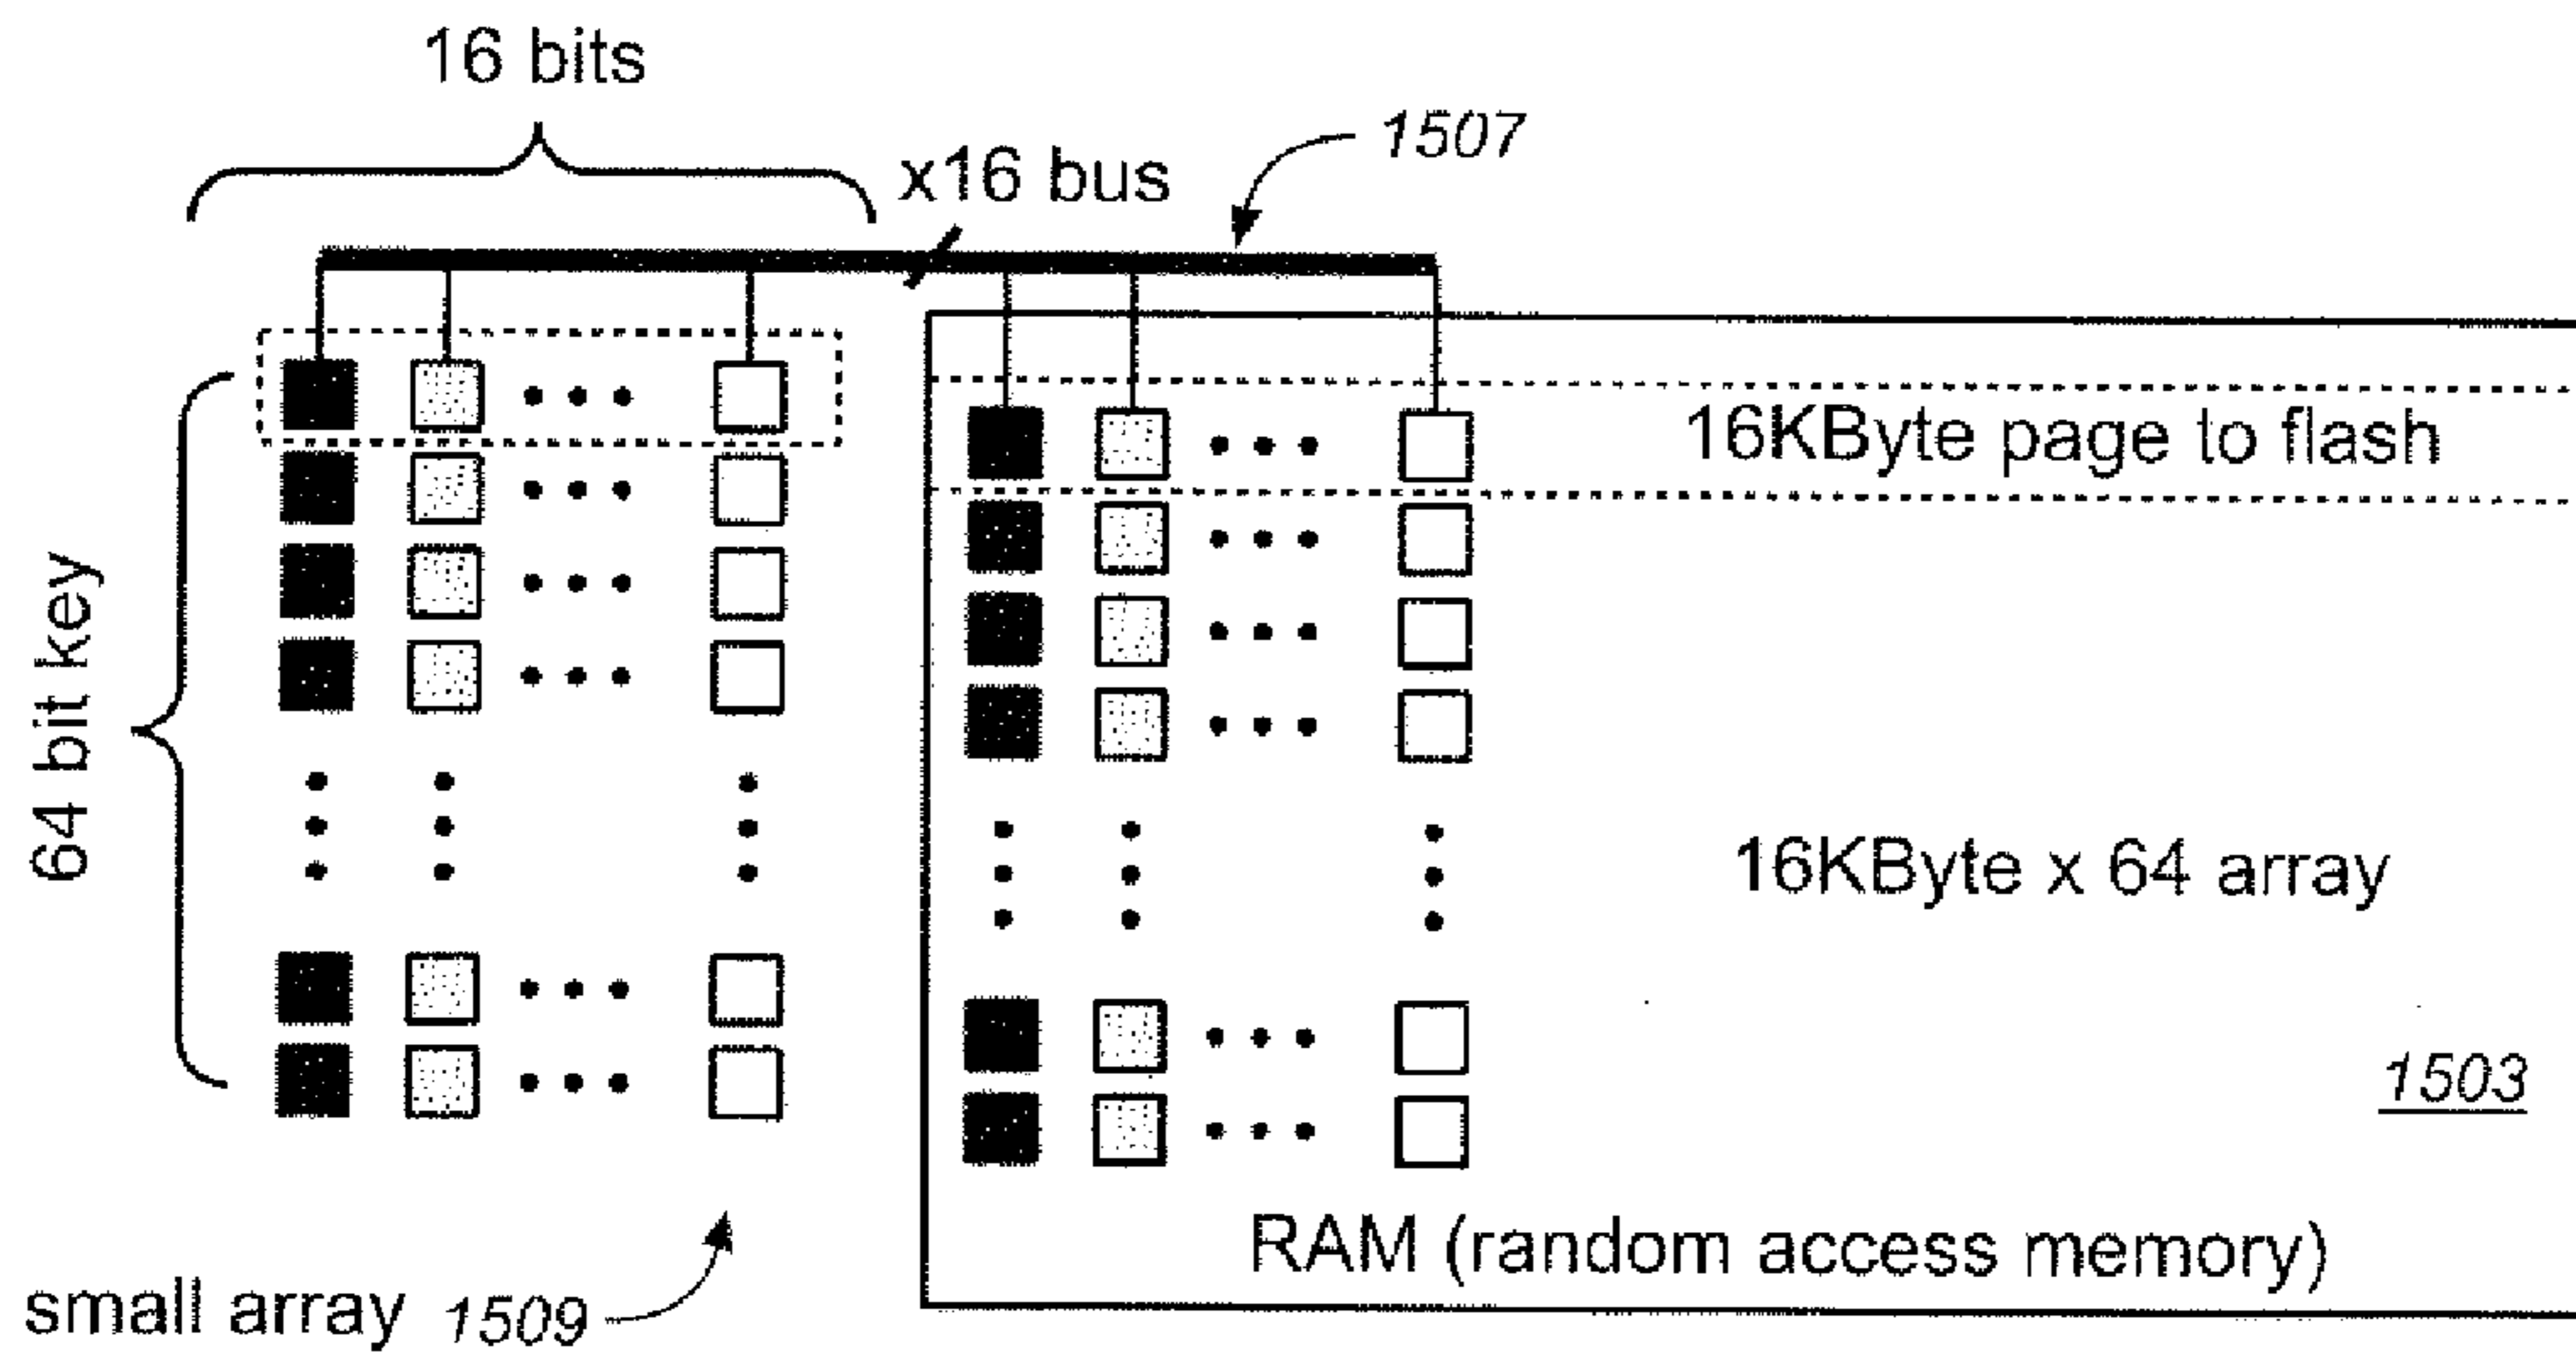 16 bits
x16 bus
1507
16KByte page to flash
64 bit key
16KByte x 64 array
1503
RAM (random access memory)
small array 1509